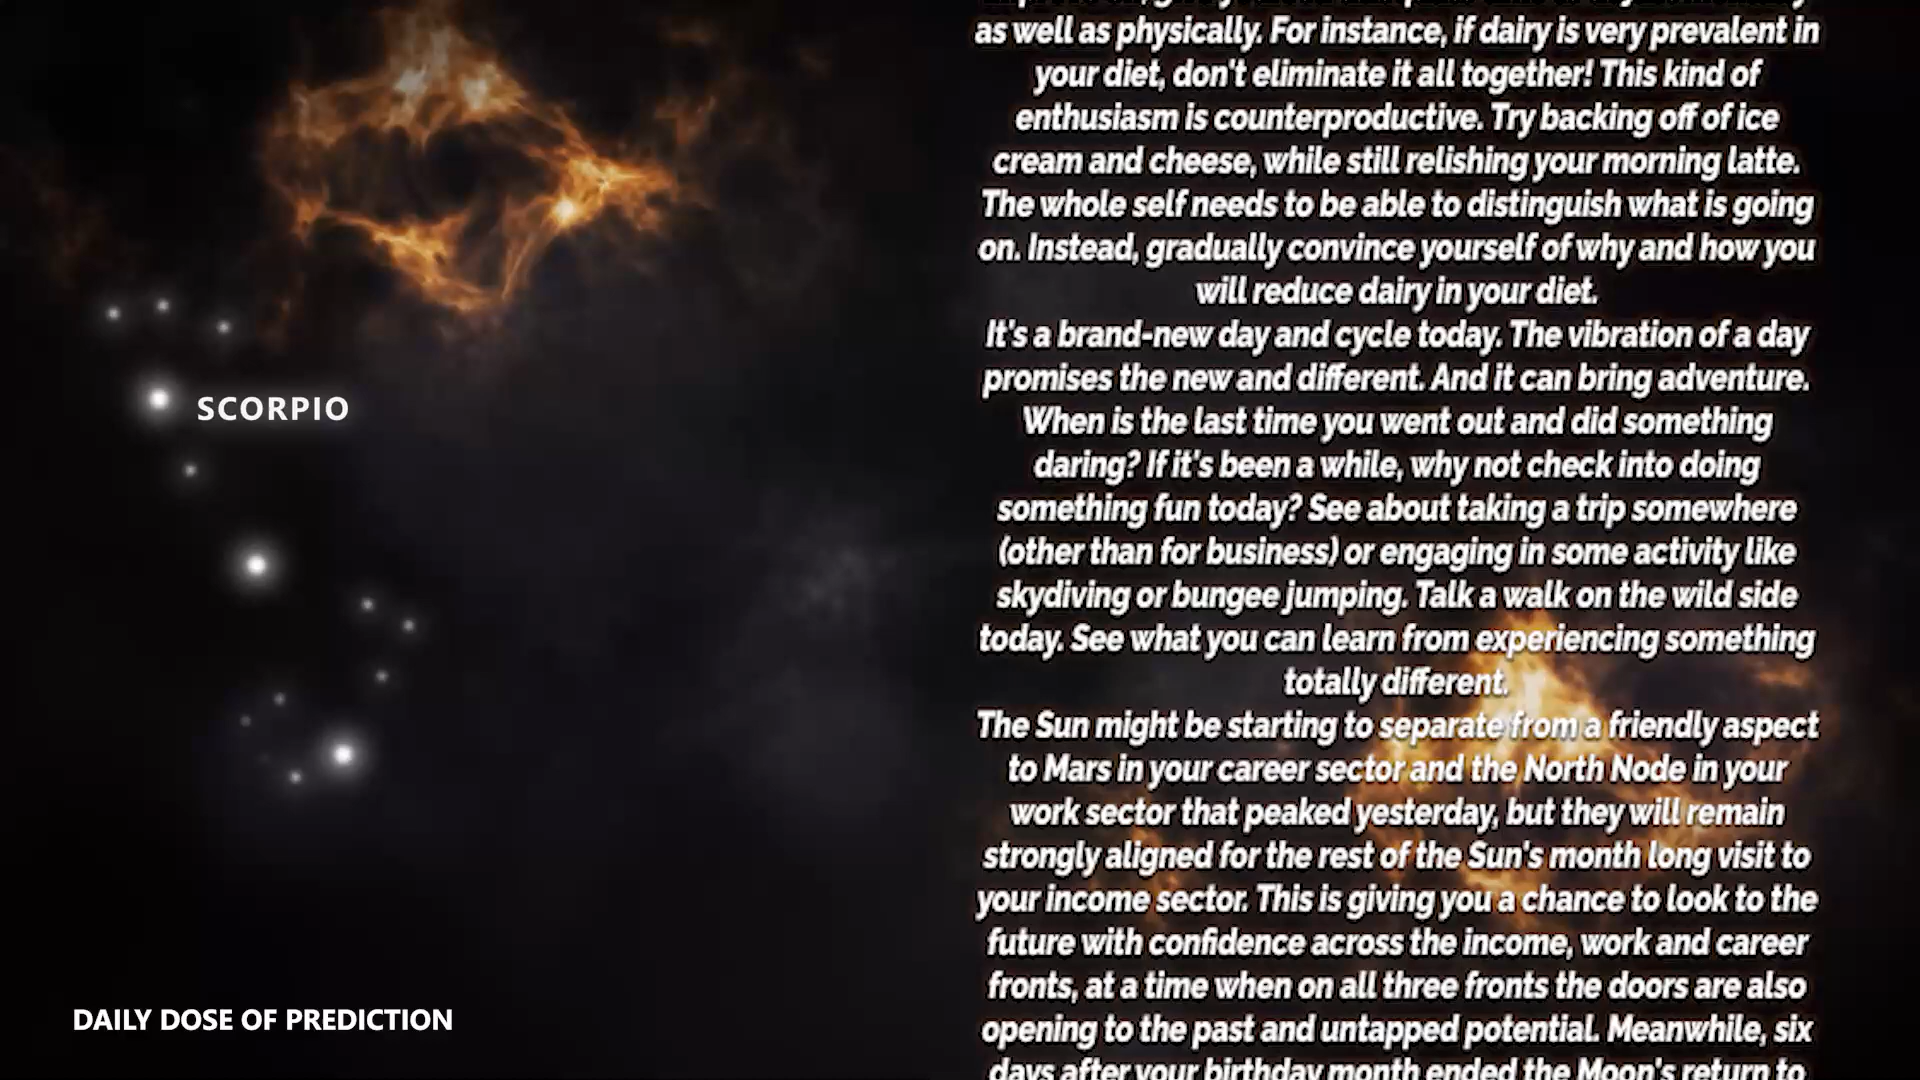 SCORPIO
DAILY DOSE OF PREDICTION
as well as physically. For instance, if dairy is very prevalent in
your diet, don't eliminate it all together! This kind of
enthusiasm is counterproductive. Try backing off of ice
cream and cheese, while still relishing your morning latte.
The whole self needs to be able to distinguish what is going
on. Instead, gradually convince yourself of why and how you
will reduce dairy in your diet.
It's a brand-new day and cycle today. The vibration of a day
promises the new and different. And it can bring adventure.
When is the last time you went out and did something
daring? If it's been a while, why not check into doing
something fun today? See about taking a trip somewhere
(other than for business) or engaging in some activity like
skydiving or bungee jumping. Talk a walk on the wild side
today. See what you can learn from experiencing something
totally different.
The Sun might be starting to separate from a friendly aspect
to Mars in your career sector and the North Node in your
work sector that peaked yesterday, but they will remain
strongly aligned for the rest of the Sun's month long visit to
your income sector. This is giving you a chance to look to the
future with confidence across the income, work and career
fronts, at a time when on all three fronts the doors are also
opening to the past and untapped potential. Meanwhile, six
days after your birthday month ended the Moon's return to